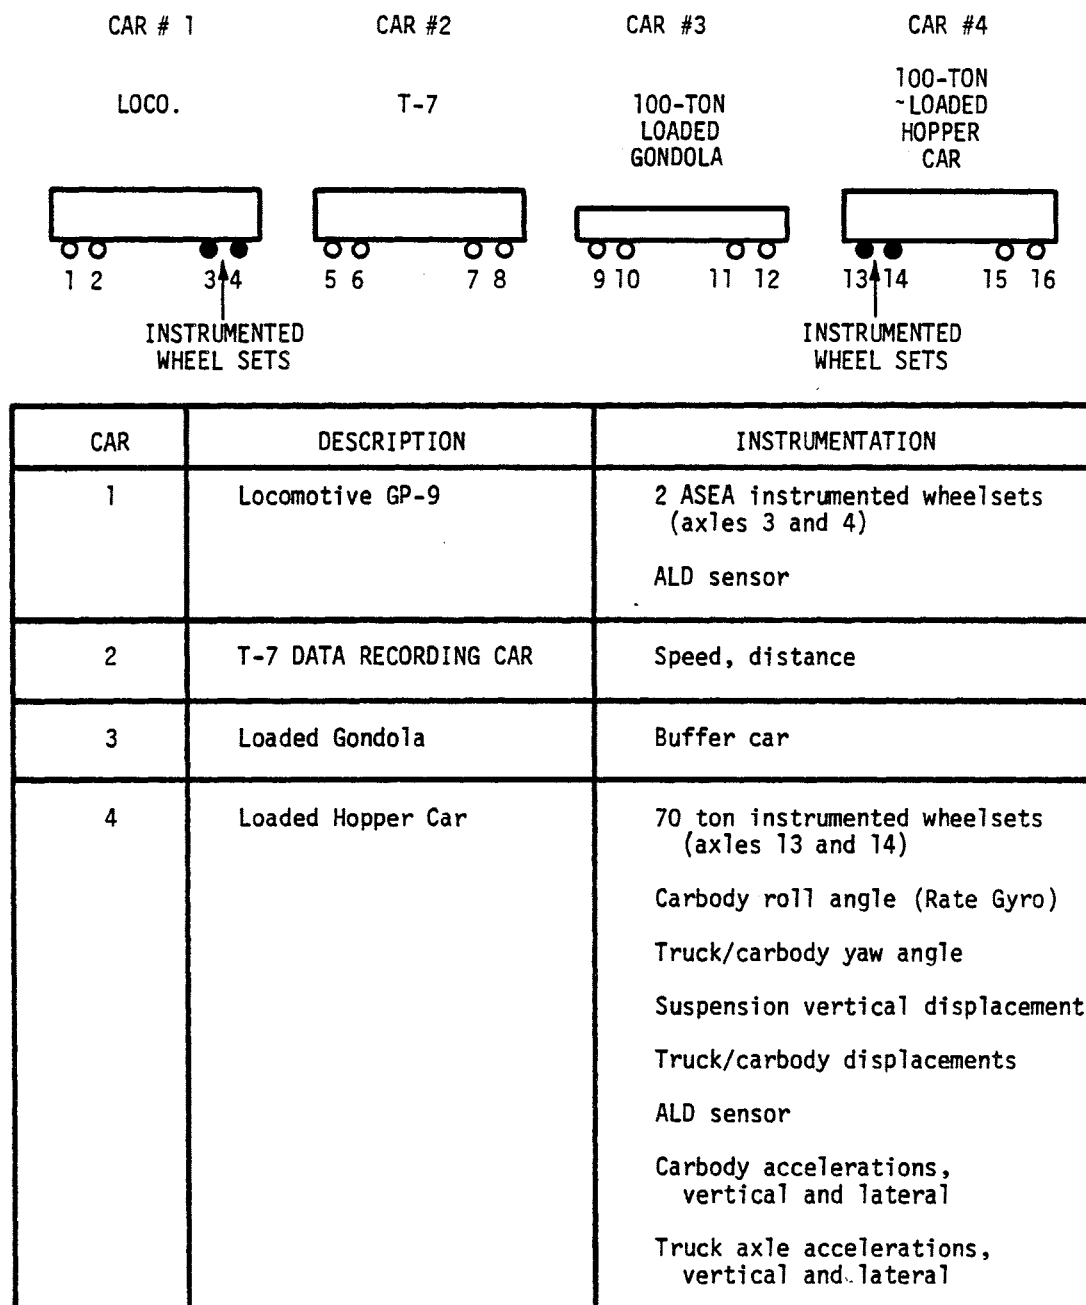 CAR # 1 CAR #2 CAR #3 CAR #4
LOCO. T-7 100-TON LOADED GONDOLA 100-TON ~LOADED HOPPER CAR
1 2 3 4 5 6 7 8 9 10 11 12 13 14 15 16
INSTRUMENTED
WHEEL SETS
INSTRUMENTED
WHEEL SETS
CAR DESCRIPTION INSTRUMENTATION
1 Locomotive GP-9 2 ASEA instrumented wheelsets
(axles 3 and 4)
ALD sensor
2 T-7 DATA RECORDING CAR Speed, distance
3 Loaded Gondola Buffer car
4 Loaded Hopper Car 70 ton instrumented wheelsets
(axles 13 and 14)
Carbody roll angle (Rate Gyro)
Truck/carbody yaw angle
Suspension vertical displacement
Truck/carbody displacements
ALD sensor
Carbody accelerations,
vertical and lateral
Truck axle accelerations,
vertical and lateral